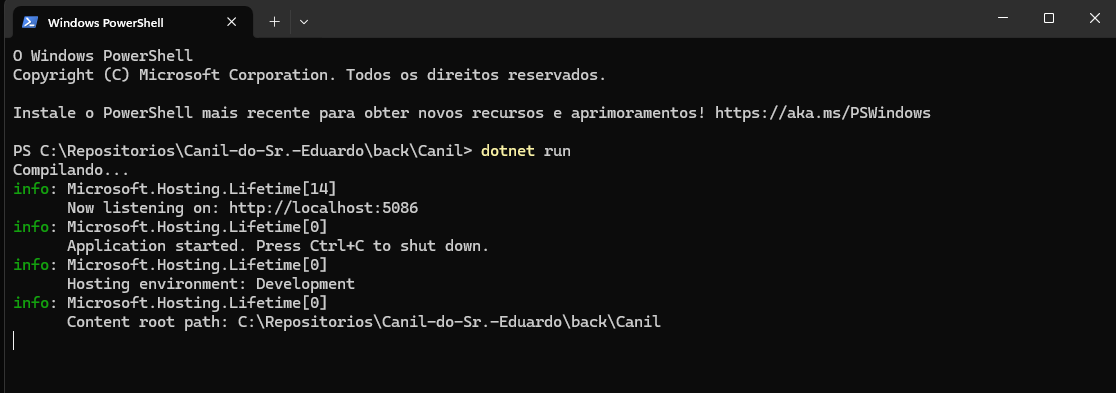 Windows PowerShell
O Windows PowerShell
Copyright (C) Microsoft Corporation. Todos os direitos reservados.
Instale o PowerShell mais recente para obter novos recursos e aprimoramentos! https://aka.ms/PSWindows
PS C:\Repositorios\Canil-do-Sr.-Eduardo\back\Canil> dotnet run
Compilando...
info: Microsoft.Hosting.Lifetime[14]
Now listening on: http://localhost:5086
info: Microsoft.Hosting.Lifetime[0]
Application started. Press Ctrl+C to shut down.
info: Microsoft.Hosting.Lifetime[0]
Hosting environment: Development
info: Microsoft.Hosting.Lifetime[0]
Content root path: C:\Repositorios\Canil-do-Sr.-Eduardo\back\Canil